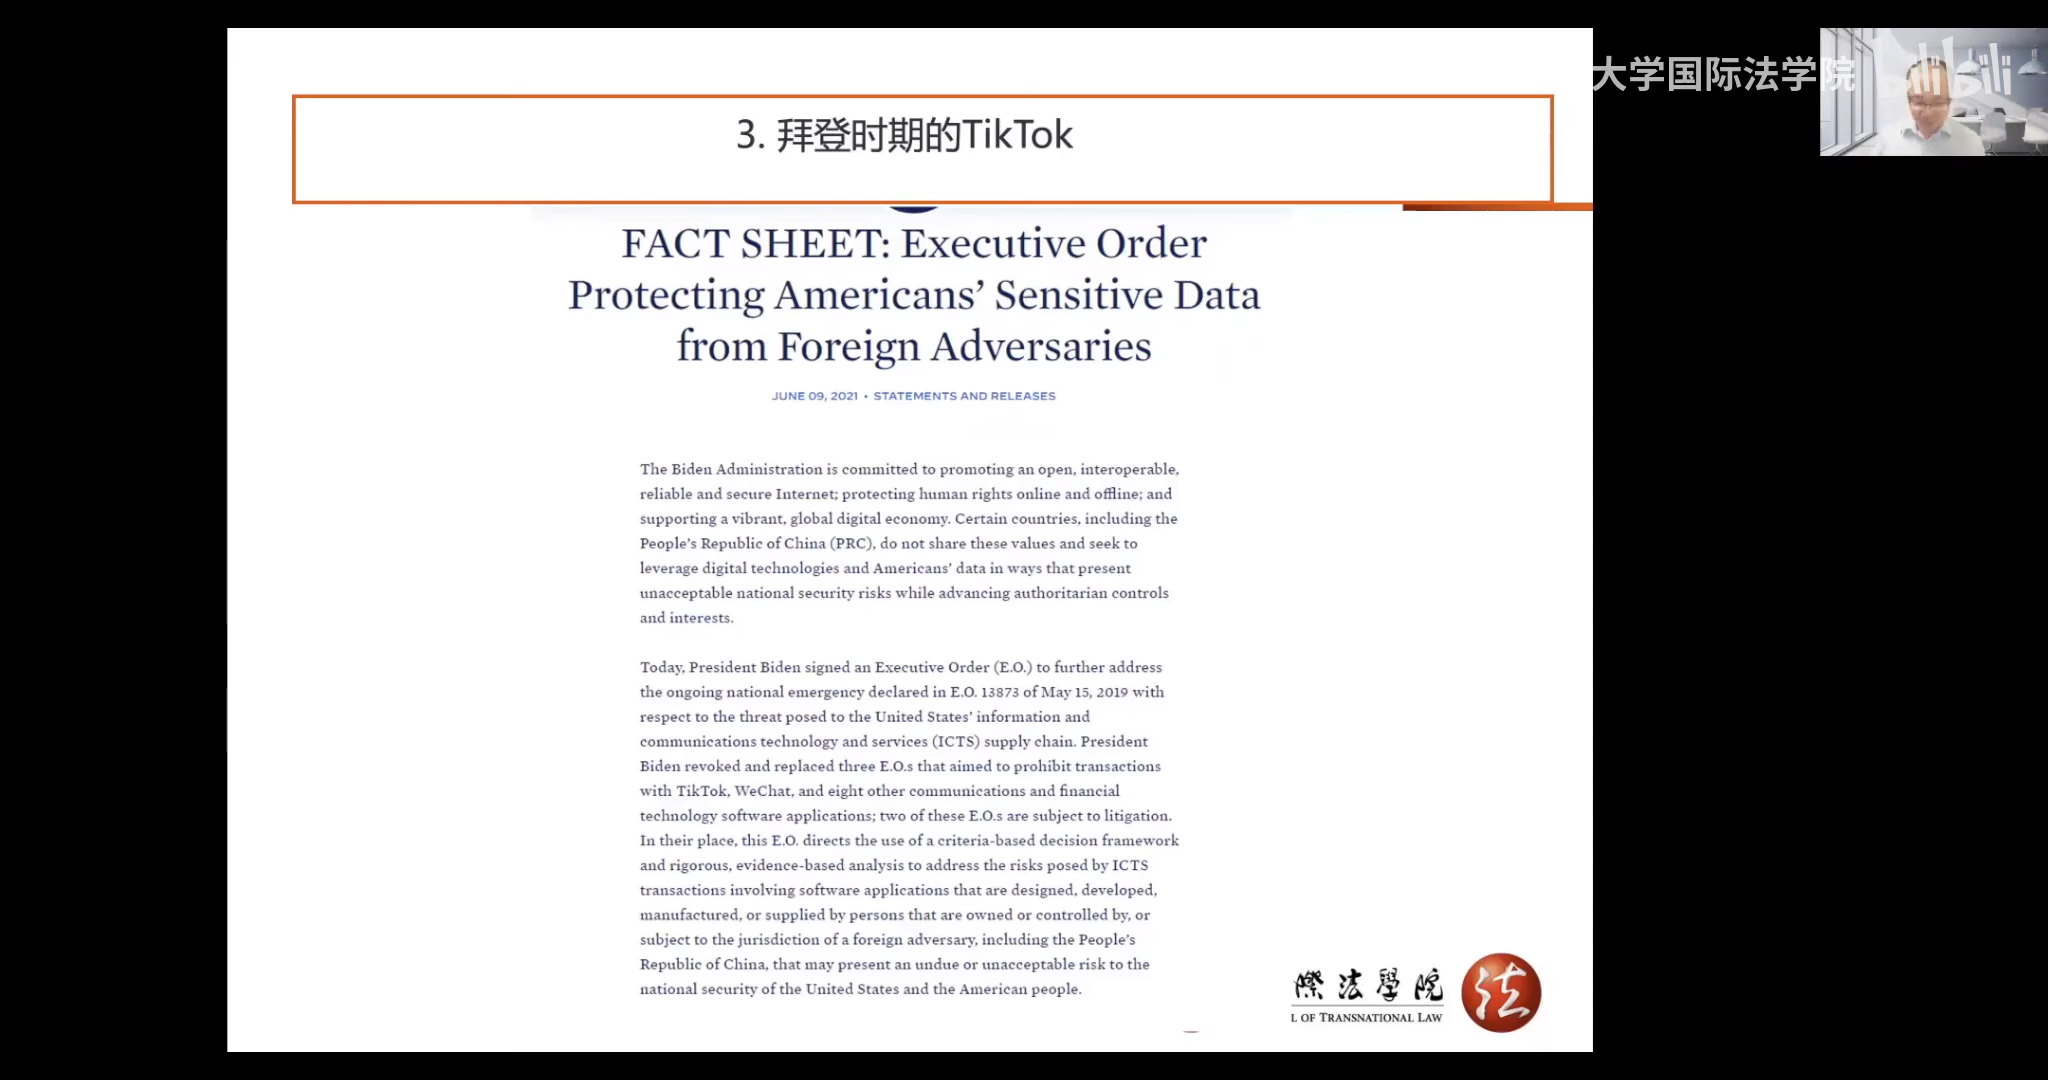 大学国际法学院
bilibili
3. 拜登时期的TikTok
FACT SHEET: Executive Order
Protecting Americans’ Sensitive Data
from Foreign Adversaries
JUNE 09, 2021 • STATEMENTS AND RELEASES
The Biden Administration is committed to promoting an open, interoperable,
reliable and secure Internet; protecting human rights online and offline; and
supporting a vibrant, global digital economy. Certain countries, including the
People’s Republic of China (PRC), do not share these values and seek to
leverage digital technologies and Americans’ data in ways that present
unacceptable national security risks while advancing authoritarian controls
and interests.
Today, President Biden signed an Executive Order (E.O.) to further address
the ongoing national emergency declared in E.O. 13873 of May 15, 2019 with
respect to the threat posed to the United States’ information and
communications technology and services (ICTS) supply chain. President
Biden revoked and replaced three E.O.s that aimed to prohibit transactions
with TikTok, WeChat, and eight other communications and financial
technology software applications; two of these E.O.s are subject to litigation.
In their place, this E.O. directs the use of a criteria-based decision framework
and rigorous, evidence-based analysis to address the risks posed by ICTS
transactions involving software applications that are designed, developed,
manufactured, or supplied by persons that are owned or controlled by, or
subject to the jurisdiction of a foreign adversary, including the People’s
Republic of China, that may present an undue or unacceptable risk to the
national security of the United States and the American people.
際法學院
L OF TRANSNATIONAL LAW
法